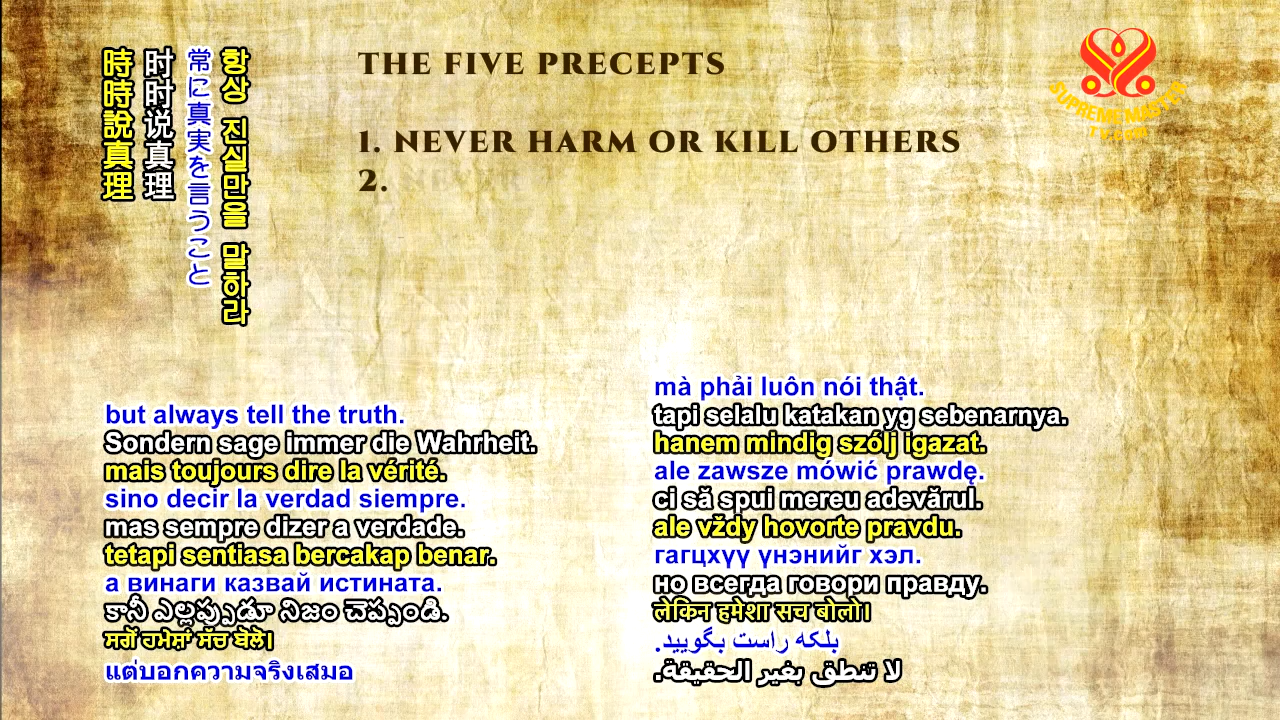 時時說真理
时时说真理
常に真実を言うこと
항상 진실만을 말하라
THE FIVE PRECEPTS
1. NEVER HARM OR KILL OTHERS
2. NEVER
SUPREME MASTER
TV.COM
but always tell the truth.
Sondern sage immer die Wahrheit.
mais toujours dire la vérité.
sino decir la verdad siempre.
mas sempre dizer a verdade.
tetapi sentiasa bercakap benar.
а винаги казвай истината.
కానీ ఎల్లప్పుడూ నిజం చెప్పండి.
ਸਗੋਂ ਹਮੇਸ਼ਾਂ ਸੱਚ ਬੋਲੋ।
แต่บอกความจริงเสมอ
mà phải luôn nói thật.
tapi selalu katakan yg sebenarnya.
hanem mindig szólj igazat.
ale zawsze mówić prawdę.
ci să spui mereu adevărul.
ale vždy hovorte pravdu.
гагцхүү үнэнийг хэл.
но всегда говори правду.
लेकिन हमेशा सच बोलो।
بلکه راست بگویید.
لا تنطق بغير الحقيقة.